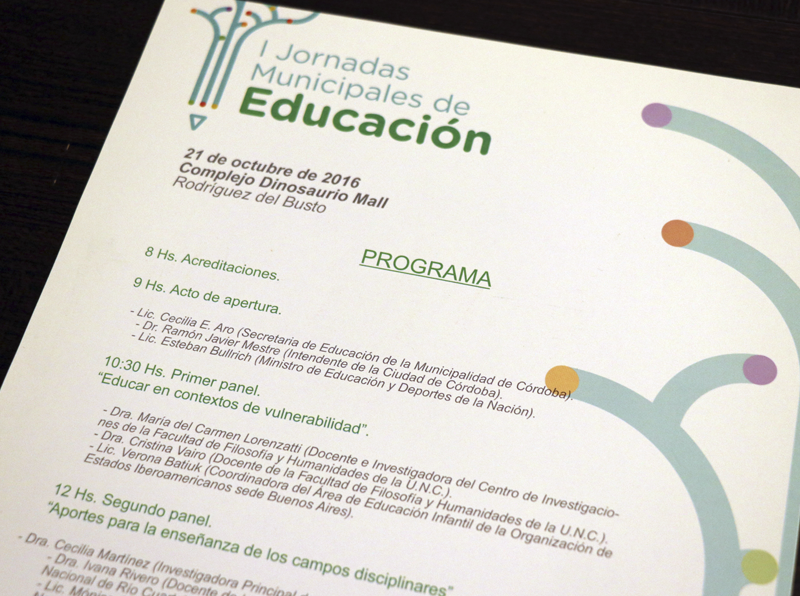 I Jornadas
Municipales de
Educación
21 de octubre de 2016
Complejo Dinosaurio Mall
Rodríguez del Busto
PROGRAMA
8 Hs. Acreditaciones.
9 Hs. Acto de apertura.
- Lic. Cecilia E. Aro (Secretaria de Educación de la Municipalidad de Córdoba).
- Dr. Ramón Javier Mestre (Intendente de la Ciudad de Córdoba).
- Lic. Esteban Bullrich (Ministro de Educación y Deportes de la Nación).
10:30 Hs. Primer panel.
"Educar en contextos de vulnerabilidad".
- Dra. María del Carmen Lorenzatti (Docente e Investigadora del Centro de Investigacio-
nes de la Facultad de Filosofía y Humanidades de la U.N.C.).
- Dra. Cristina Vairo (Docente de la Facultad de Filosofía y Humanidades de la U.N.C.).
- Lic. Verona Batiuk (Coordinadora del Área de Educación Infantil de la Organización de
Estados Iberoamericanos sede Buenos Aires).
12 Hs. Segundo panel.
"Aportes para la enseñanza de los campos disciplinares"
- Dra. Cecilia Martínez (Investigadora Principal
- Dra. Ivana Rivero (Docente
Nacional de Río
- Lic.